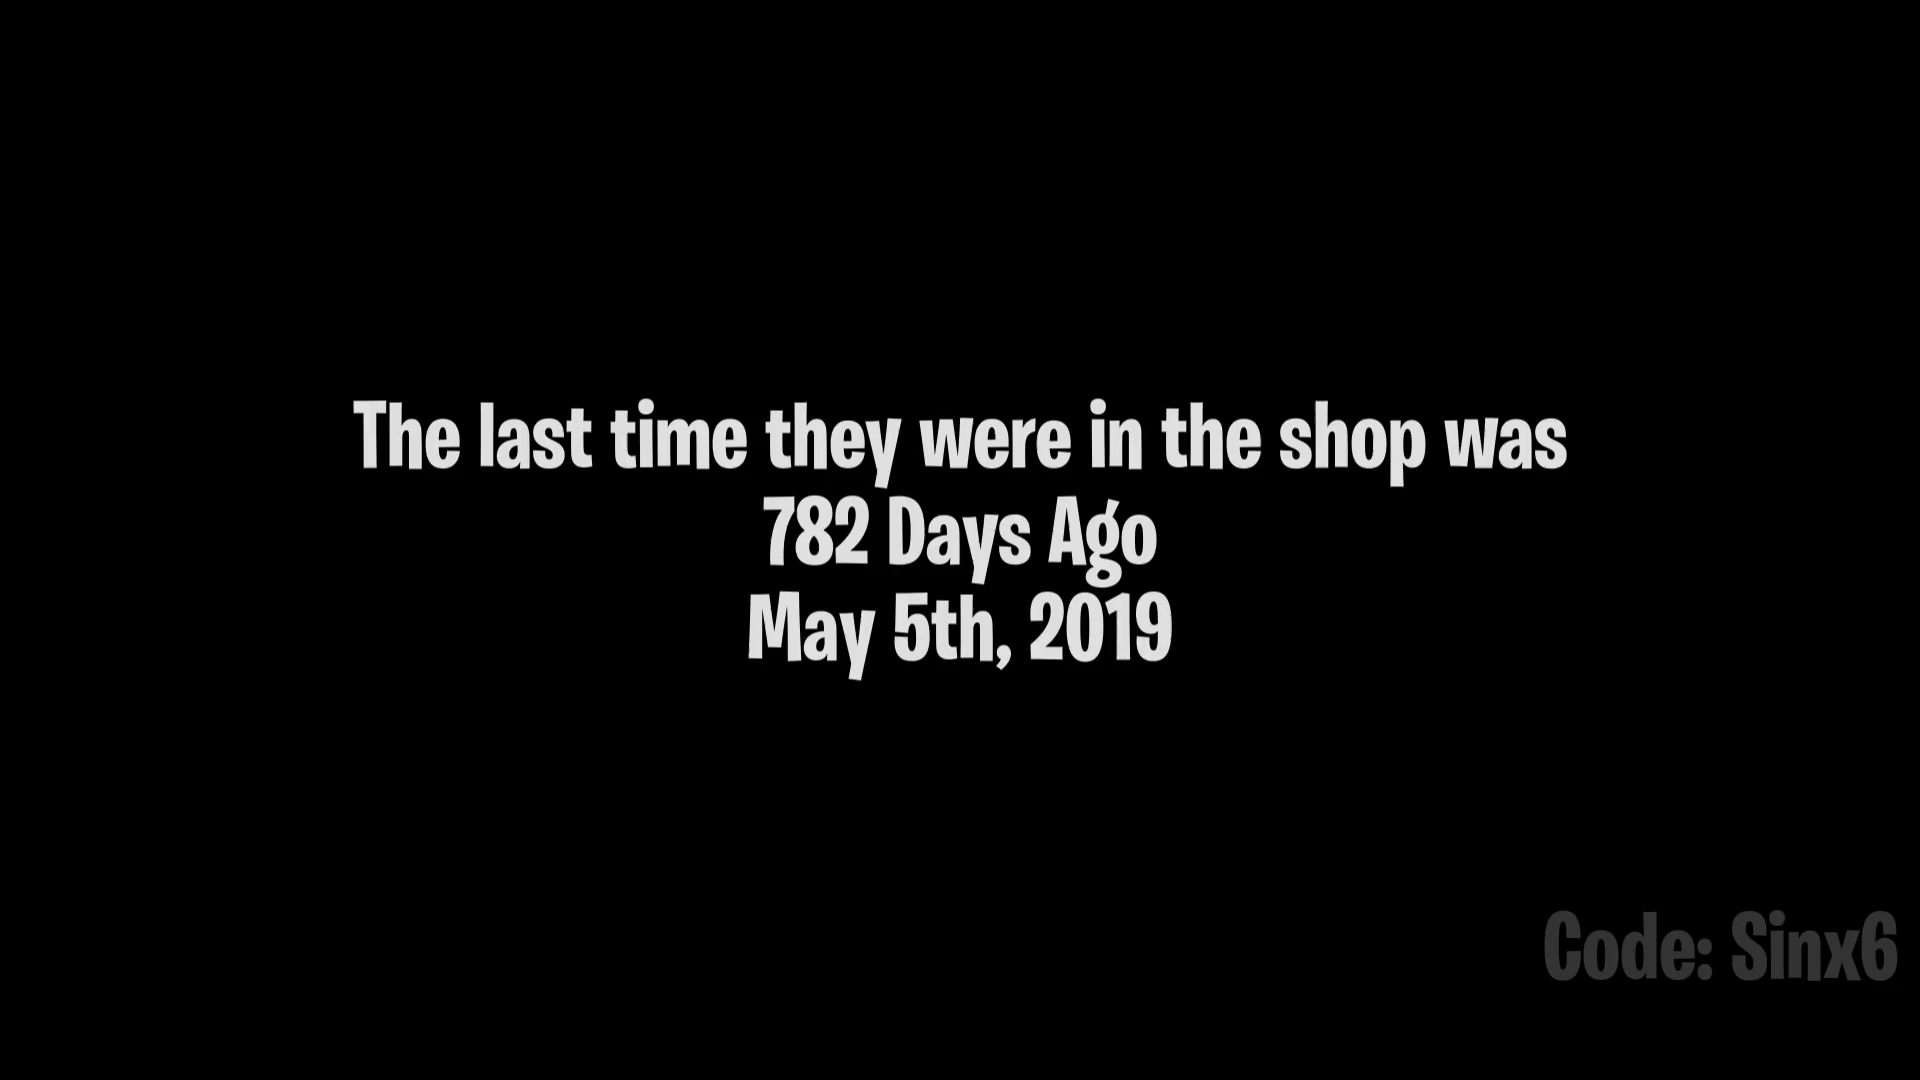 The last time they were in the shop was
782 Days Ago
May 5th, 2019
Code: Sinx6